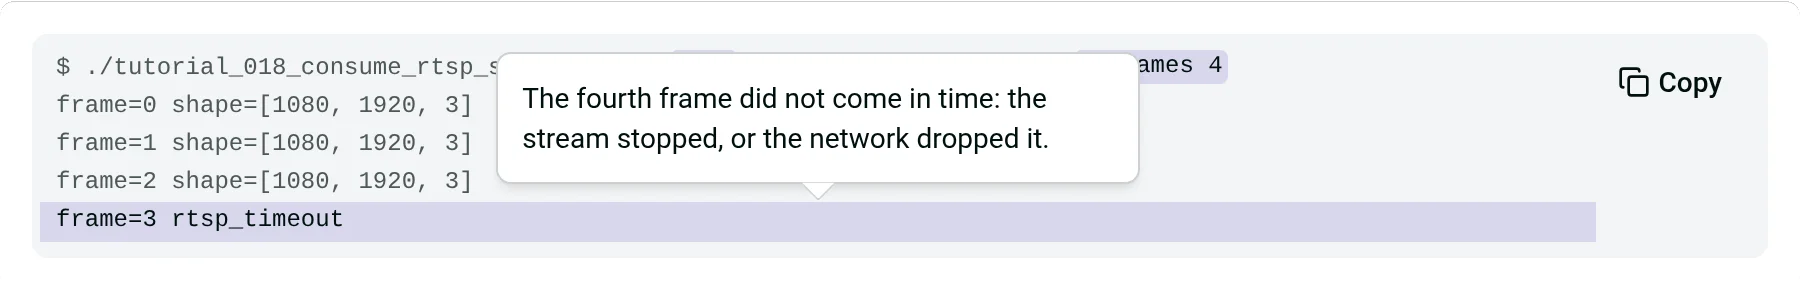 $ ./tutorial_018_consume_rtsp_ 4
Copy
frame=0 shape=[1080, 1920, 3]
The fourth frame did not come in time: the
frame=1 shape=[1080, 1920, 3]
stream stopped, or the network dropped it.
frame=2 shape=[1080, 1920, 3]
frame=3 rtsp_timeout